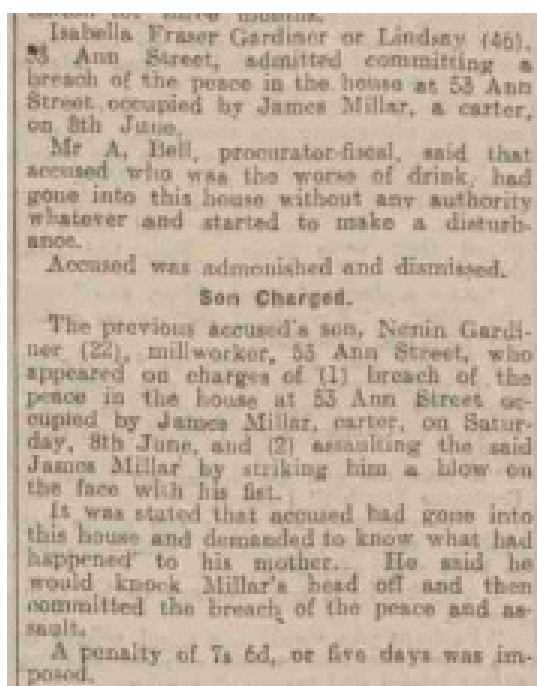 Isabella Fraser Gardiner or Lindsay (46),
53 Ann Street, admitted committing a
breach of the peace in the house at 53 Ann
Street occupied by James Millar, a carter,
on 8th June.
Mr A. Bell, procurator-fiscal, said that
accused who was the worse of drink, had
gone into this house without any authority
whatever and started to make a disturb-
ance.
Accused was admonished and dismissed.
Son Charged.
The previous accused's son, Nenin Gardi-
ner (22), millworker, 53 Ann Street, who
appeared on charges of (1) breach of the
peace in the house at 53 Ann Street oc-
cupied by James Millar, carter, on Satur-
day, 8th June, and (2) assaulting the said
James Millar by striking him a blow on
the face with his fist.
It was stated that accused had gone into
this house and demanded to know what had
happened to his mother. He said he
would knock Millar's head off and then
committed the breach of the peace and as-
sault.
A penalty of 7s 6d, or five days was im-
posed.